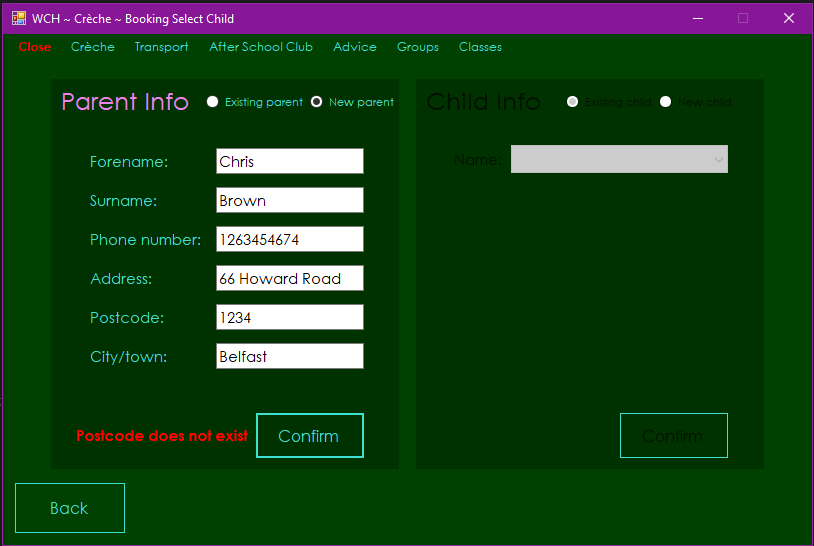 WCH ~ Crèche ~ Booking Select Child
Close Crèche Transport After School Club Advice Groups Classes
Parent Info Existing parent New parent
Forename: Chris
Surname: Brown
Phone number: 1263454674
Address: 66 Howard Road
Postcode: 1234
City/town: Belfast
Postcode does not exist Confirm
Child Info Existing child New child
Name:
Confirm
Back